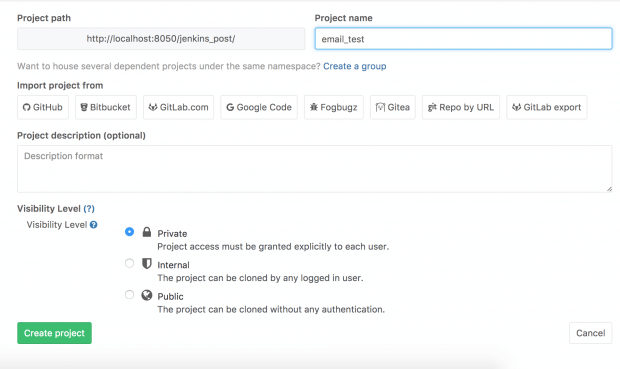 Project path
Project name
http://localhost:8050/jenkins_post/
email_test
Want to house several dependent projects under the same namespace? Create a group
Import project from
GitHub Bitbucket GitLab.com Google Code Fogbugz Gitea Repo by URL GitLab export
Project description (optional)
Description format
Visibility Level (?)
Visibility Level ?
Private
Project access must be granted explicitly to each user.
Internal
The project can be cloned by any logged in user.
Public
The project can be cloned without any authentication.
Create project
Cancel